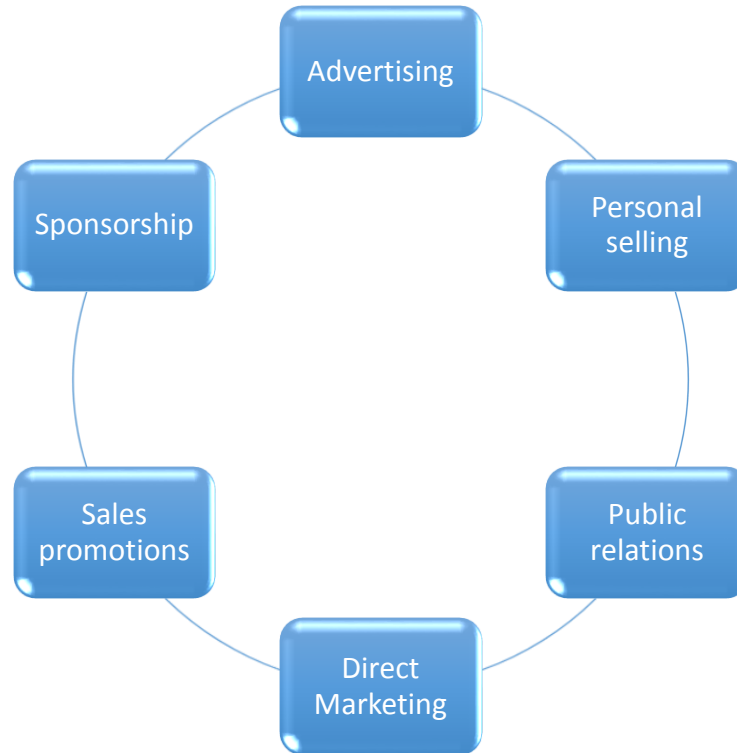 Advertising
Personal
selling
Public
relations
Direct
Marketing
Sales
promotions
Sponsorship